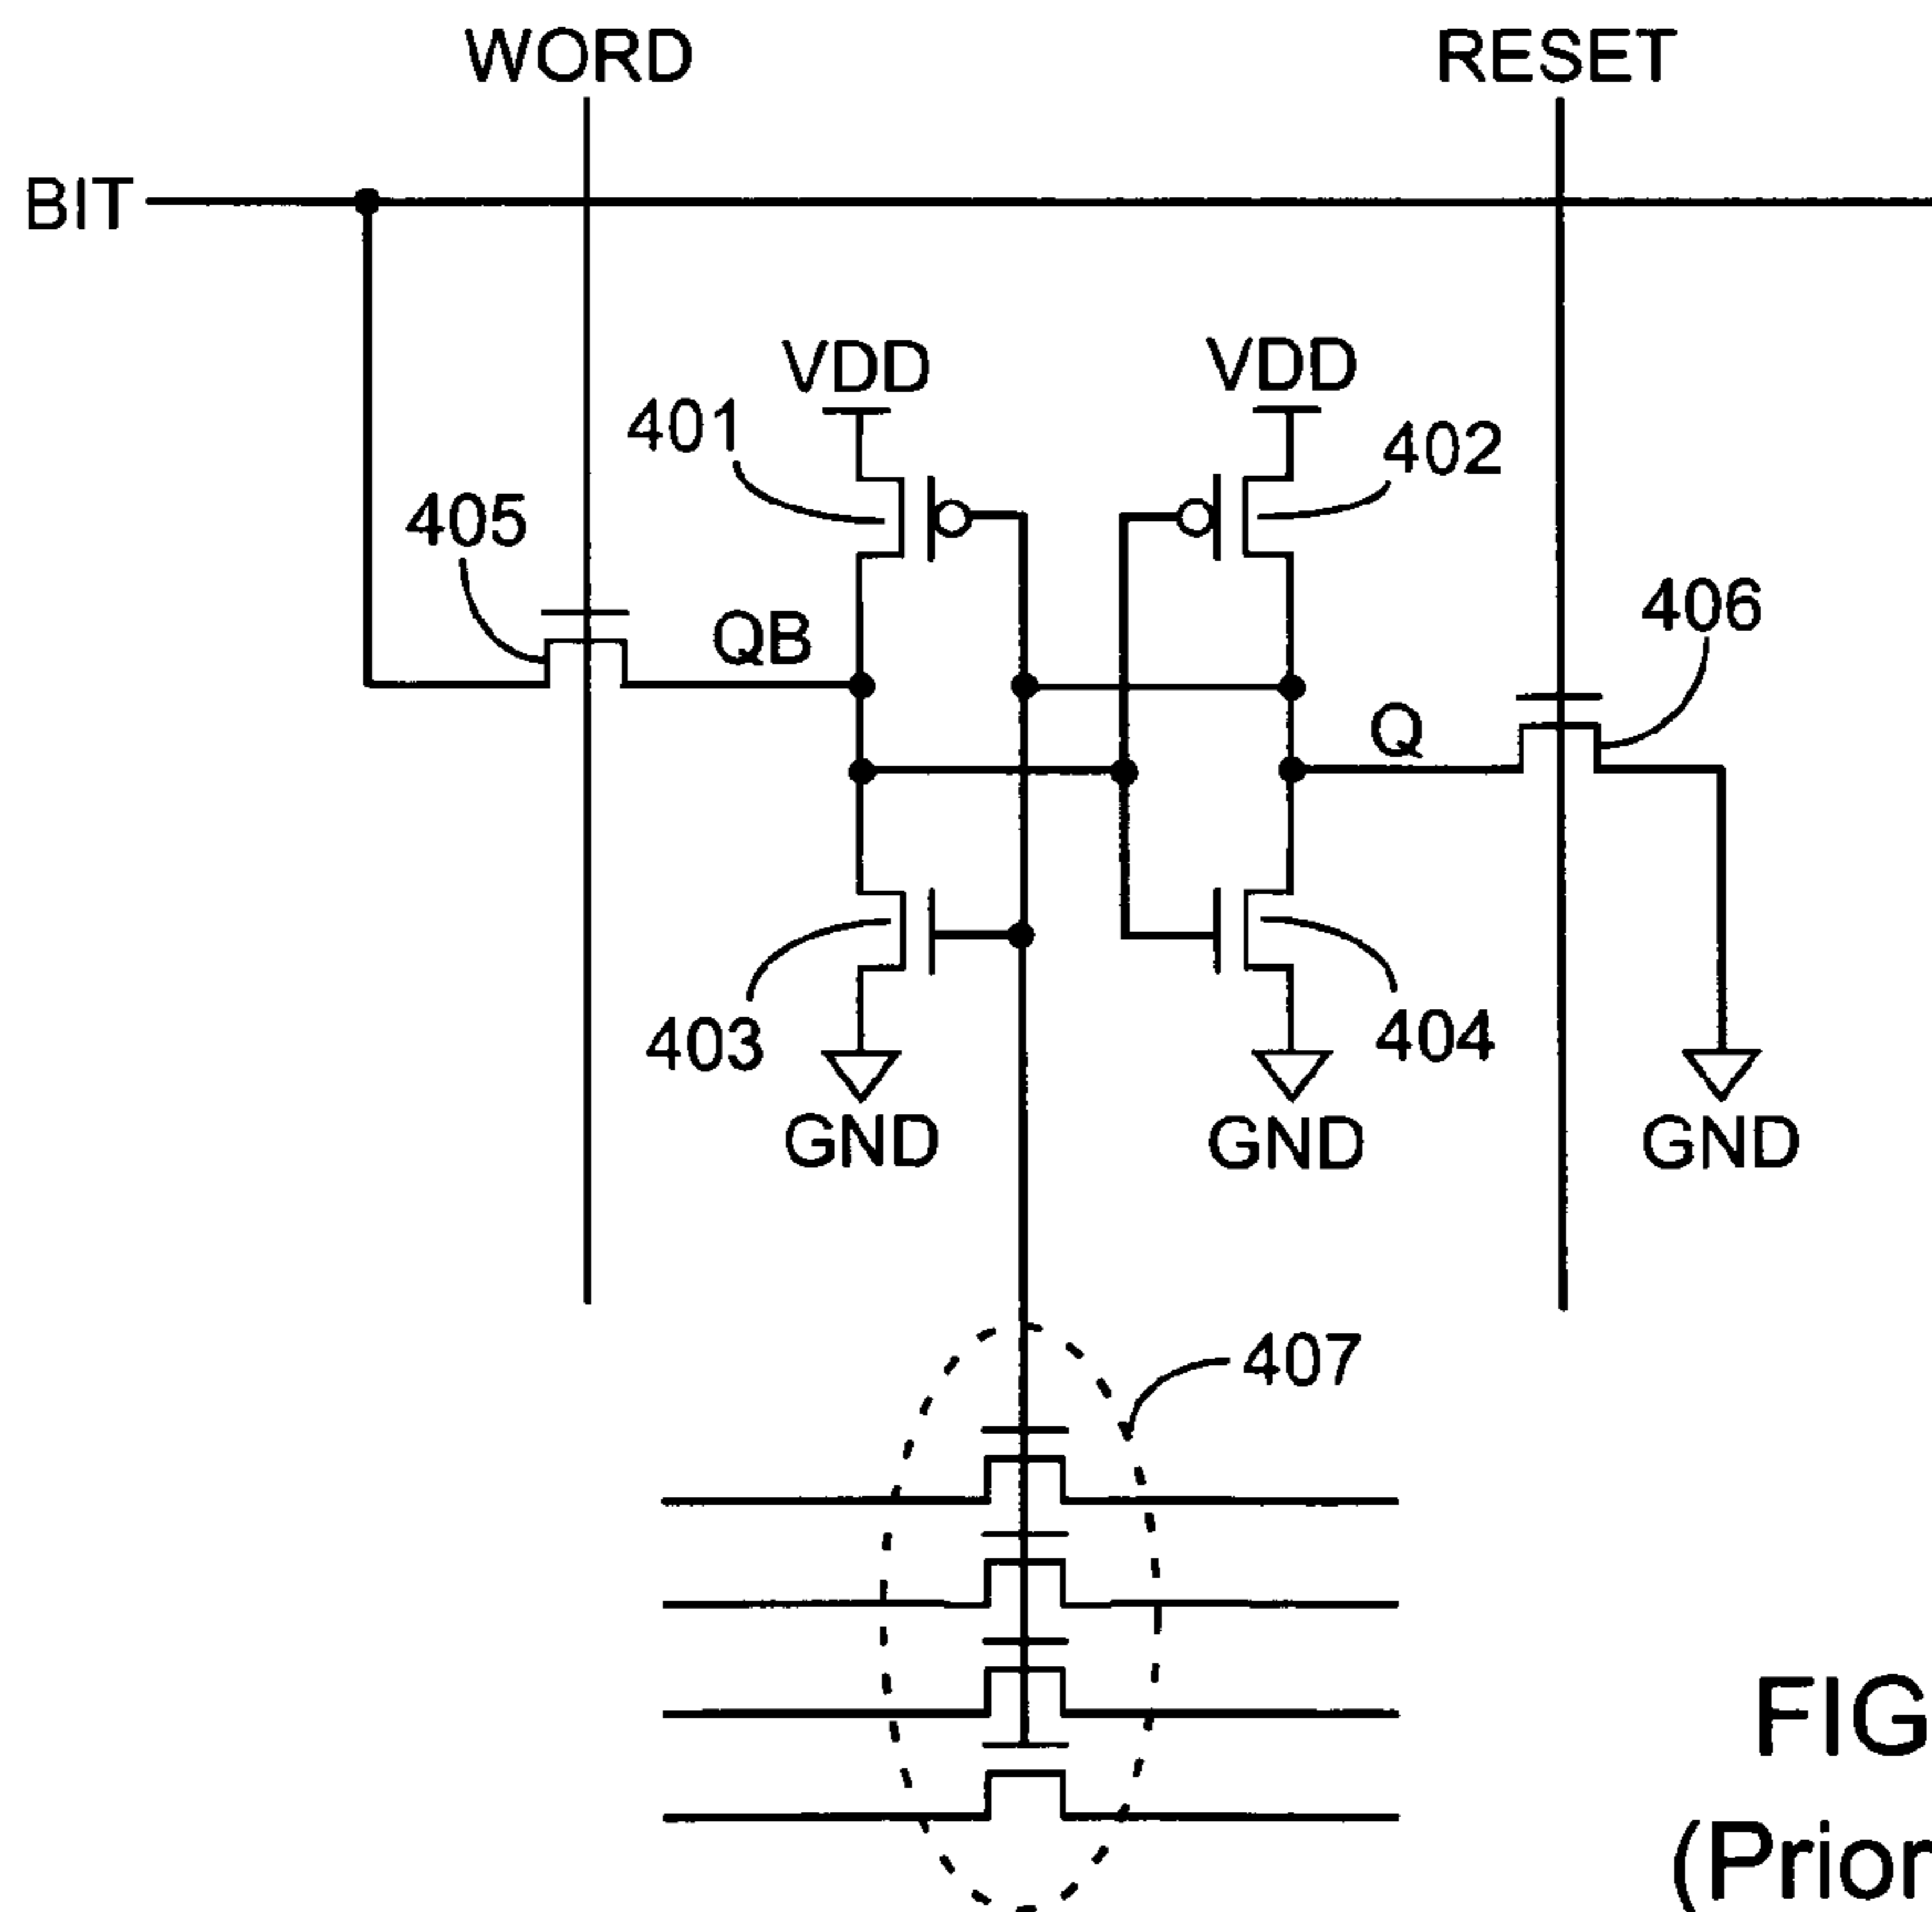 WORD
RESET
BIT
VDD
VDD
401
402
405
406
QB
Q
403
404
GND
GND
GND
407
FIG
(Prior